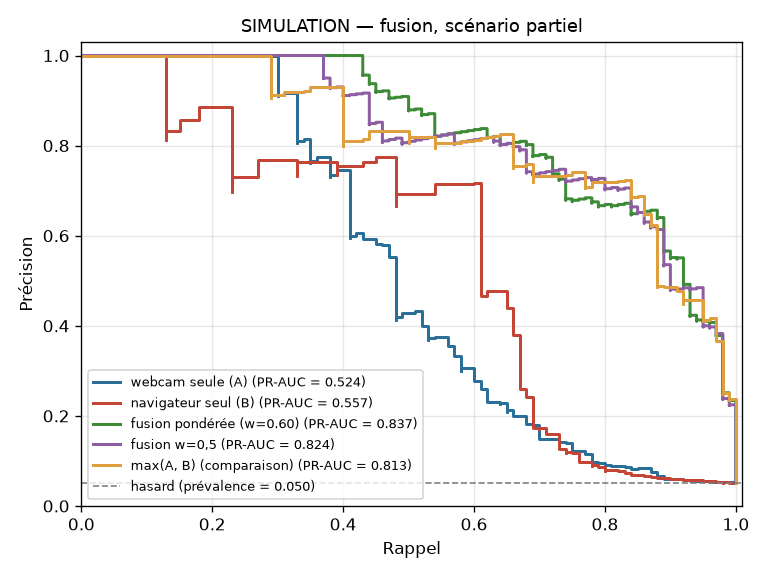 SIMULATION — fusion, scénario partiel
Précision
1.0
0.8
0.6
0.4
0.2
0.0
webcam seule (A) (PR-AUC = 0.524)
navigateur seul (B) (PR-AUC = 0.557)
fusion pondérée (w=0.60) (PR-AUC = 0.837)
fusion w=0,5 (PR-AUC = 0.824)
max(A, B) (comparaison) (PR-AUC = 0.813)
hasard (prévalence = 0.050)
0.0 0.2 0.4 0.6 0.8 1.0
Rappel